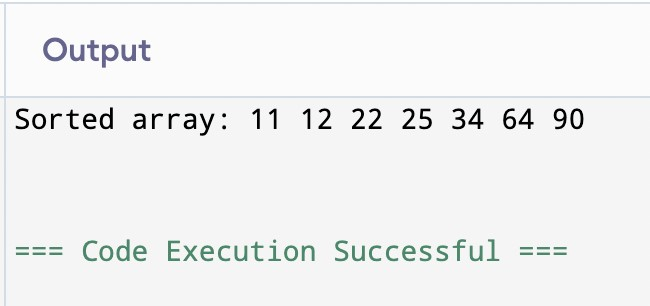 Output
Sorted array: 11 12 22 25 34 64 90
=== Code Execution Successful ===